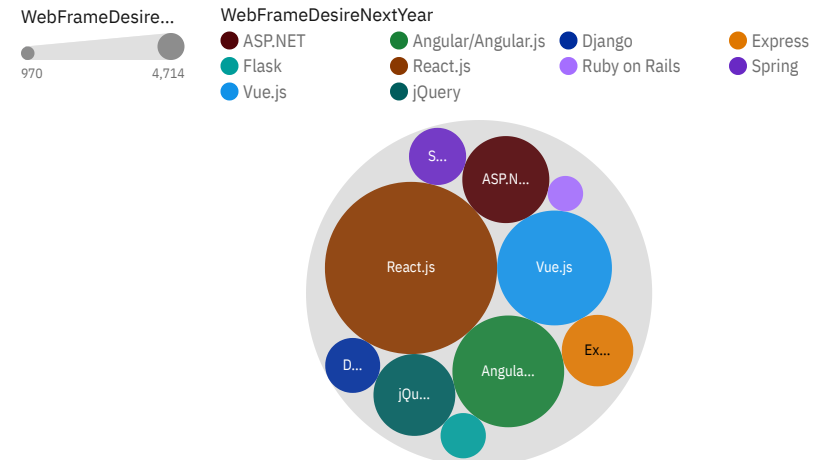 WebFrameDesire...
970
4,714
WebFrameDesireNextYear
ASP.NET Angular/Angular.js Django Express
Flask React.js Ruby on Rails Spring
Vue.js jQuery
S...
ASP.N...
React.js
Vue.js
Ex...
D...
Angula...
jQu...